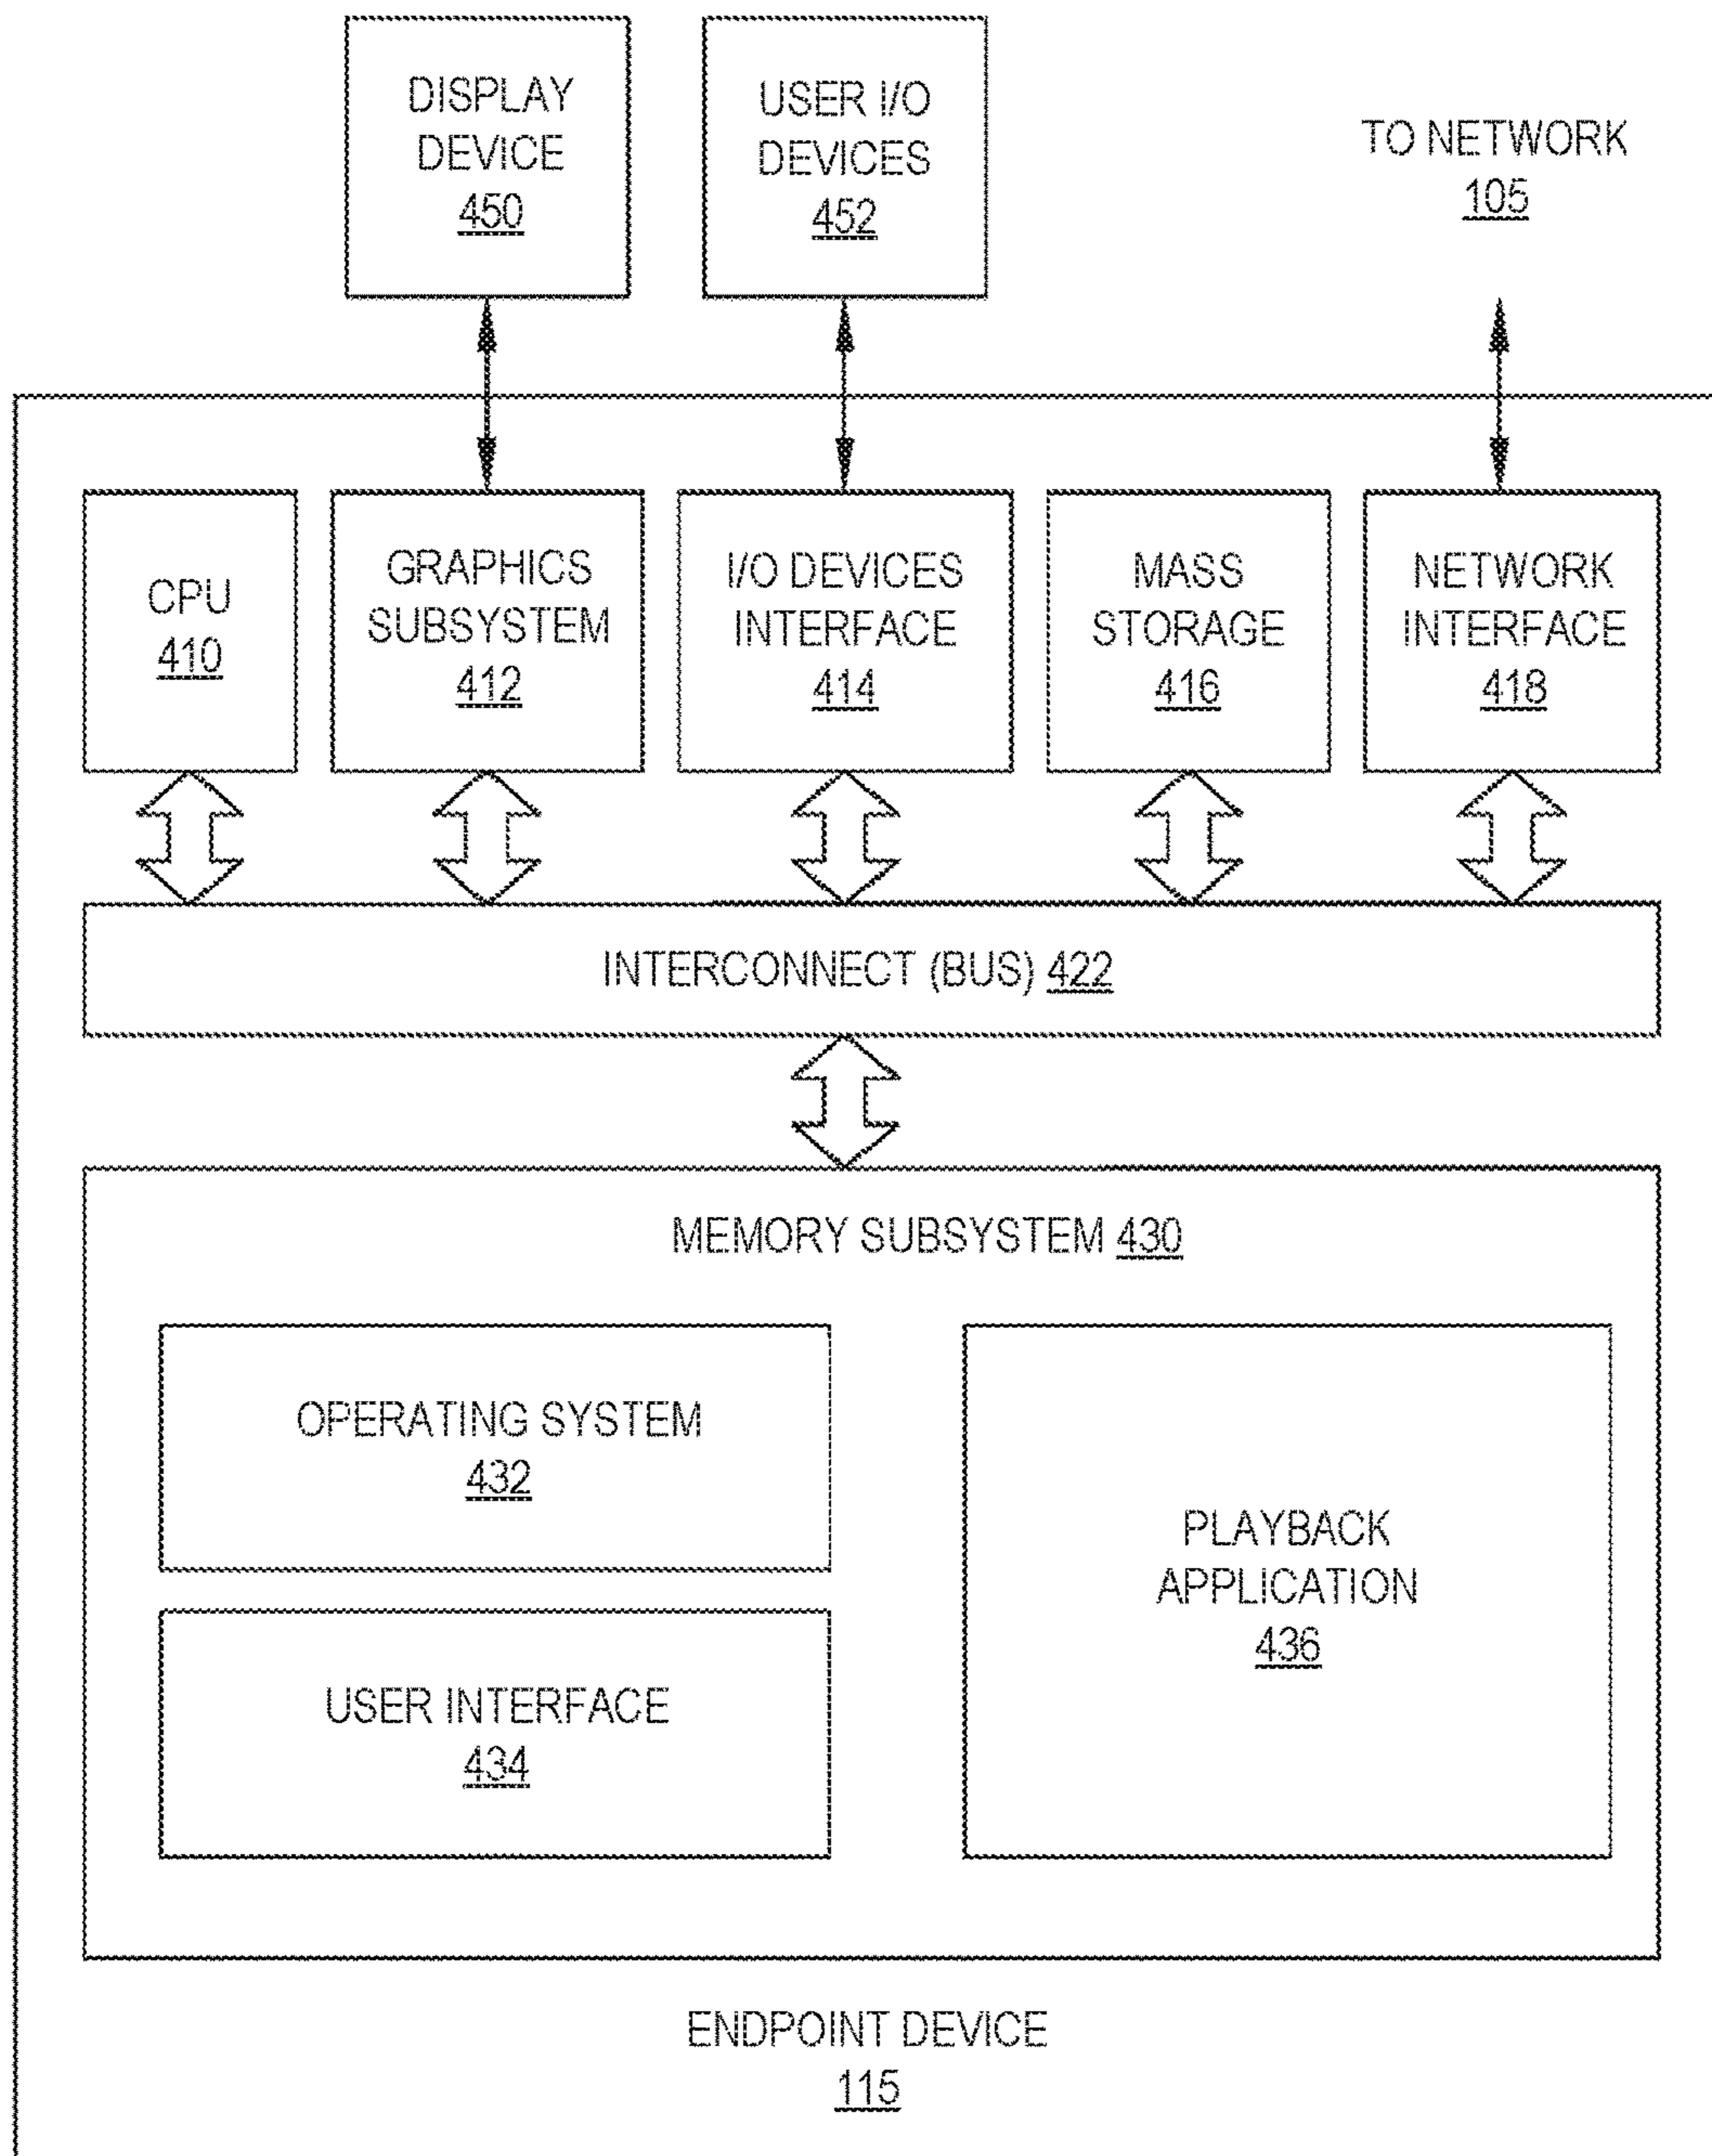 DISPLAY
DEVICE
450
USER I/O
DEVICES
452
TO NETWORK
105
CPU
410
GRAPHICS
SUBSYSTEM
412
I/O DEVICES
INTERFACE
414
MASS
STORAGE
416
NETWORK
INTERFACE
418
INTERCONNECT (BUS) 422
MEMORY SUBSYSTEM 430
OPERATING SYSTEM
432
USER INTERFACE
434
PLAYBACK
APPLICATION
436
ENDPOINT DEVICE
115